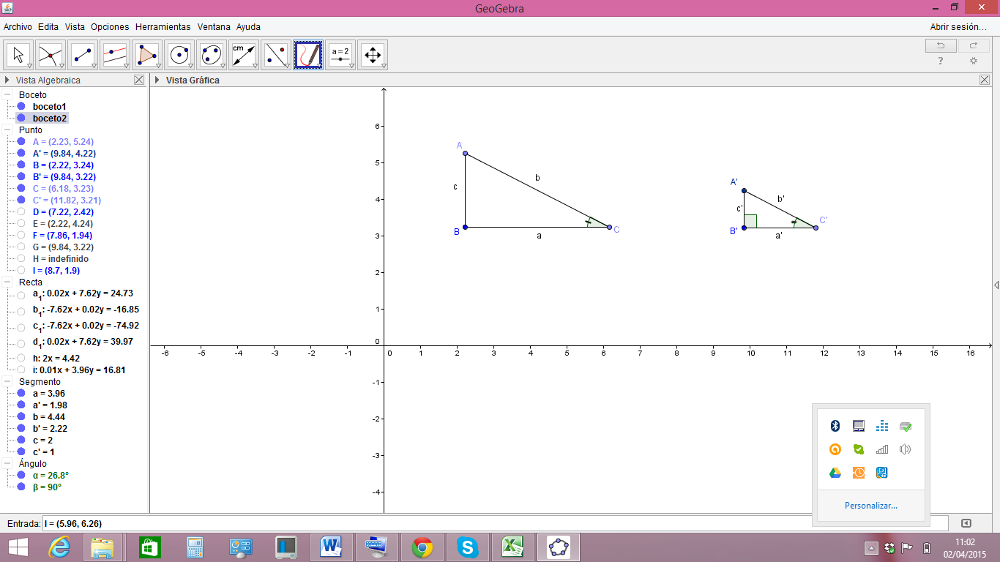 GeoGebra
Archivo Edita Vista Opciones Herramientas Ventana Ayuda Abrir sesión...
cm a = 2 ?
Vista Algebraica
Vista Gráfica
Boceto
boceto1
boceto2
Punto
A = (2.23, 5.24)
A' = (9.84, 4.22)
B = (2.22, 3.24)
B' = (9.84, 3.22)
C = (6.18, 3.23)
C' = (11.82, 3.21)
D = (7.22, 2.42)
E = (2.22, 4.24)
F = (7.86, 1.94)
G = (9.84, 3.22)
H = indefinido
I = (8.7, 1.9)
Recta
a1: 0.02x + 7.62y = 24.73
b1: -7.62x + 0.02y = -16.85
c1: -7.62x + 0.02y = -74.92
d1: 0.02x + 7.62y = 39.97
h: 2x = 4.42
i: 0.01x + 3.96y = 16.81
Segmento
a = 3.96
a' = 1.98
b = 4.44
b' = 2.22
c = 2
c' = 1
Ángulo
α = 26.8°
β = 90°
6
5
4
3
2
1
0
-1
-2
-3
-4
-6 -5 -4 -3 -2 -1 0 1 2 3 4 5 6 7 8 9 10 11 12 13 14 15 16
A
b
c
B
a
C
A'
b'
c'
B'
a'
C'
Personalizar...
Entrada: I = (5.96, 6.26)
11:02
02/04/2015